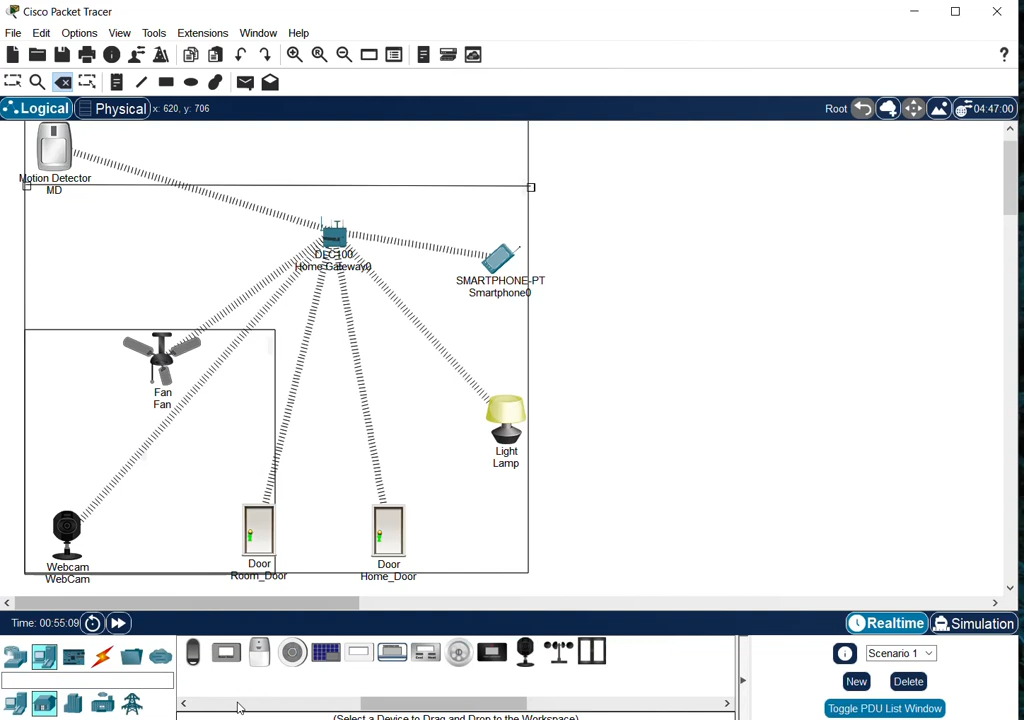 Cisco Packet Tracer
File Edit Options View Tools Extensions Window Help
?
Logical Physical x: 620, y: 706 Root 04:47:00
Motion Detector
MD
DLC100
Home Gateway0
SMARTPHONE-PT
Smartphone0
Fan
Fan
Light
Lamp
Webcam
WebCam
Door
Room_Door
Door
Home_Door
Time: 00:55:09 Realtime Simulation
Scenario 1
New Delete
Toggle PDU List Window
(Select a Device to Drag and Drop to the Workspace)